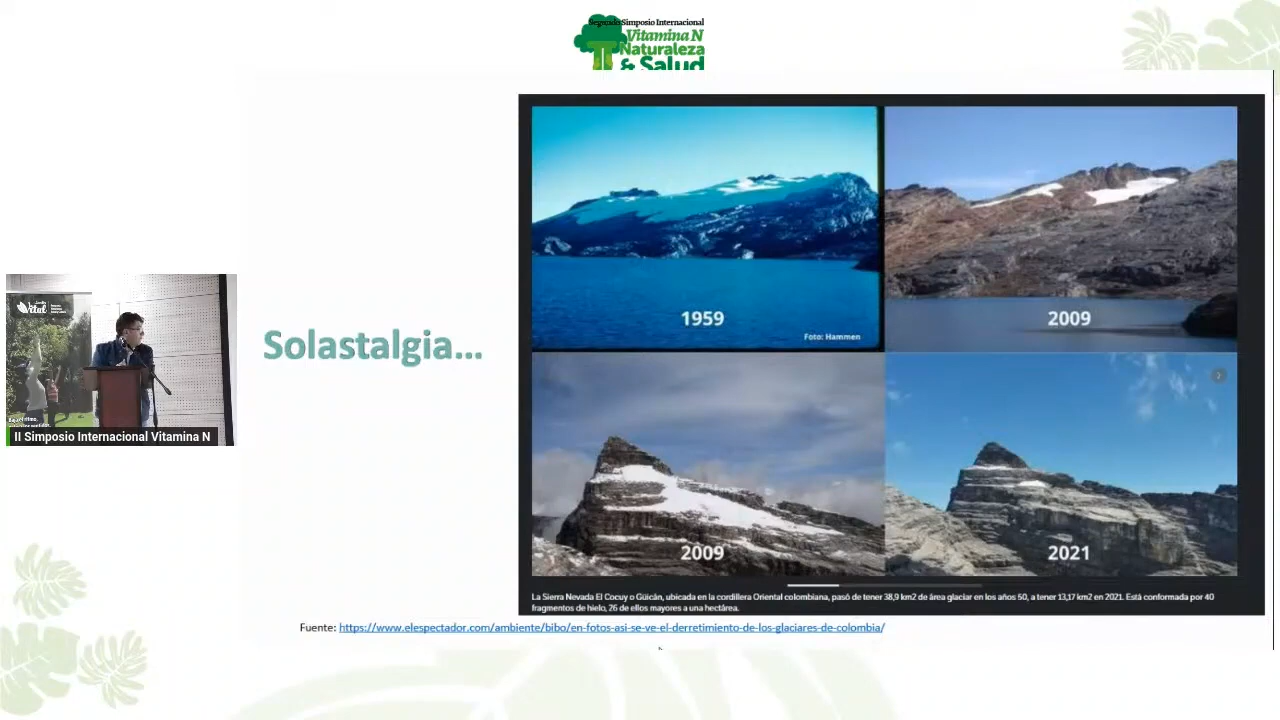 Segundo Simposio Internacional
Vitamina N
Naturaleza
& Salud
1959
Foto: Hammen
2009
Solastalgia...
Vital
II Simposio Internacional Vitamina N
2009
2021
La Sierra Nevada El Cocuy o Güicán, ubicada en la cordillera Oriental colombiana, pasó de tener 38,9 km2 de área glaciar en los años 50, a tener 13,17 km2 en 2021. Está conformada por 40
fragmentos de hielo, 26 de ellos mayores a una hectárea.
Fuente: https://www.elespectador.com/ambiente/bibo/en-fotos-asi-se-ve-el-derretimiento-de-los-glaciares-de-colombia/